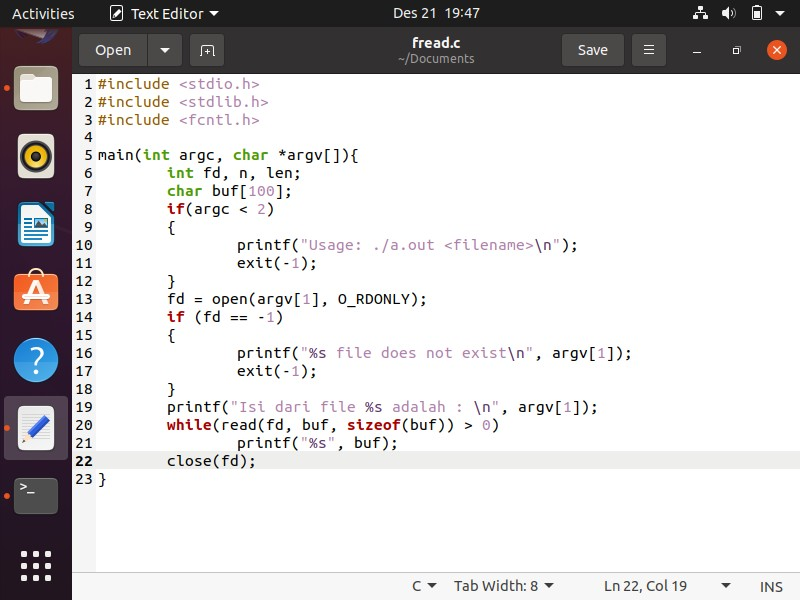 Activities Text Editor Des 21 19:47
Open fread.c Save
~/Documents
1 #include <stdio.h>
2 #include <stdlib.h>
3 #include <fcntl.h>
4
5 main(int argc, char *argv[]){
6         int fd, n, len;
7         char buf[100];
8         if(argc < 2)
9         {
10                 printf("Usage: ./a.out <filename>\n");
11                 exit(-1);
12         }
13         fd = open(argv[1], O_RDONLY);
14         if (fd == -1)
15         {
16                 printf("%s file does not exist\n", argv[1]);
17                 exit(-1);
18         }
19         printf("Isi dari file %s adalah : \n", argv[1]);
20         while(read(fd, buf, sizeof(buf)) > 0)
21                 printf("%s", buf);
22         close(fd);
23 }
C Tab Width: 8 Ln 22, Col 19 INS